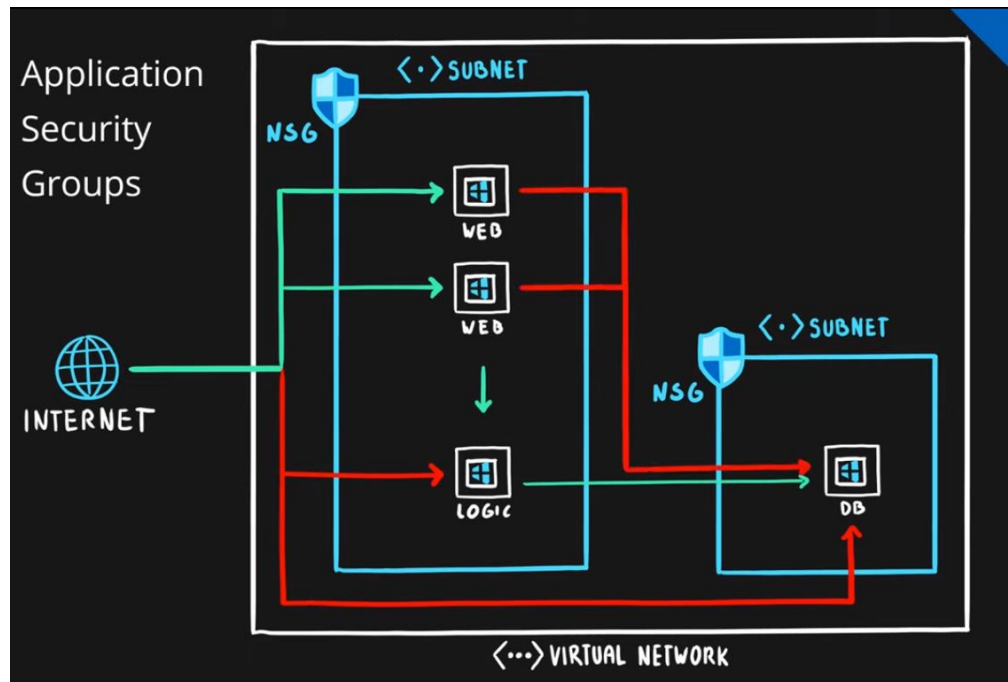 Application
Security
Groups
<·>SUBNET
NSG
WEB
WEB
INTERNET
LOGIC
<·>SUBNET
NSG
DB
<···>VIRTUAL NETWORK